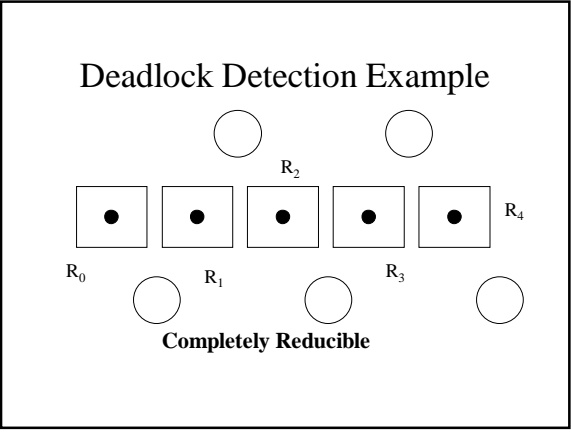 Deadlock Detection Example
R₂
R₄
R₀
R₁
R₃
Completely Reducible